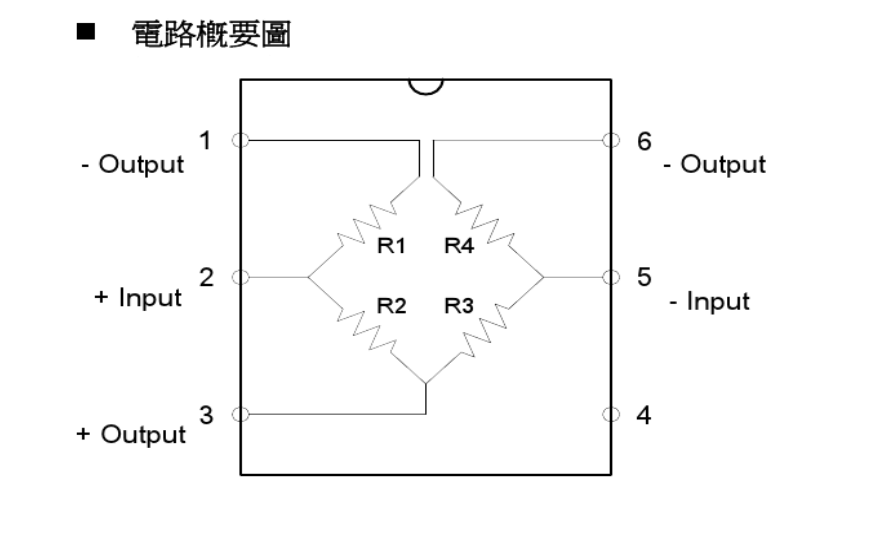 ■ 電路概要圖
1
- Output
6
- Output
R1
R4
2
+ Input
5
- Input
R2
R3
3
+ Output
4